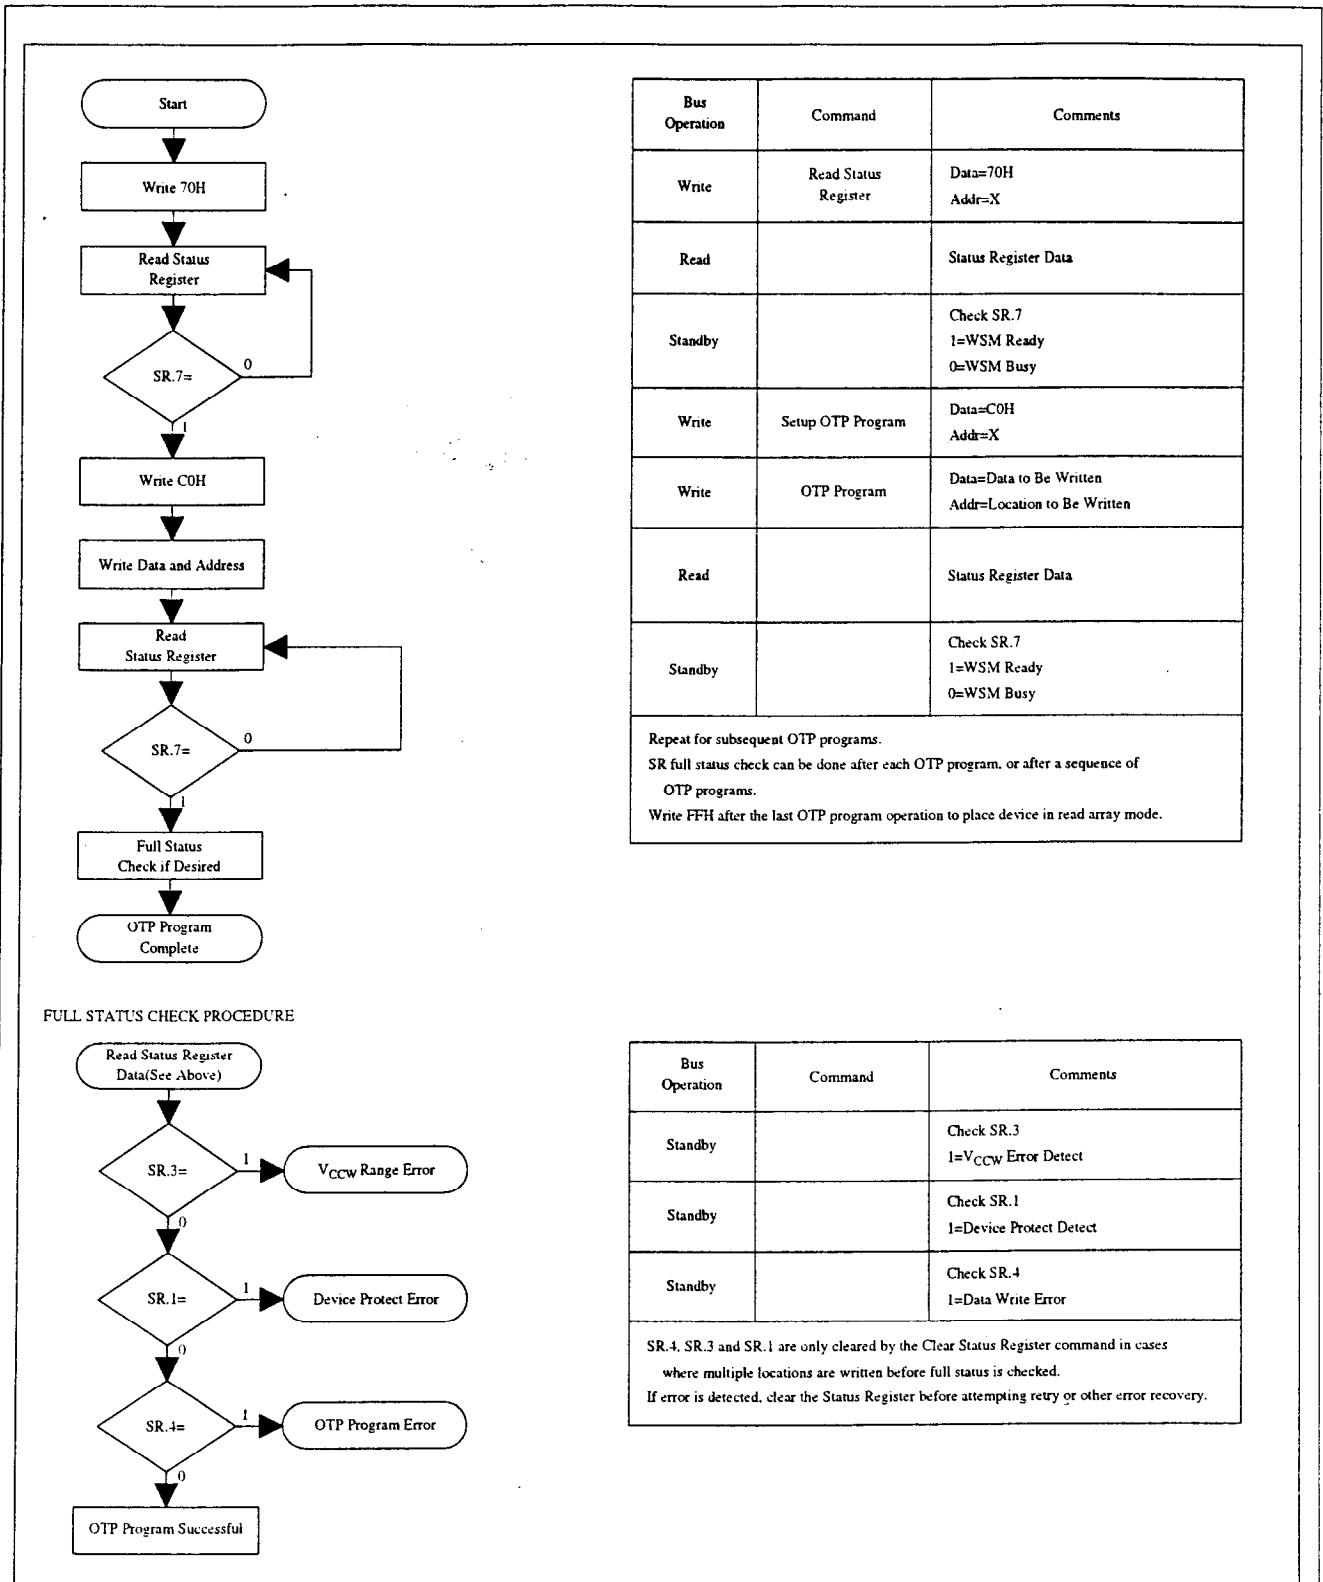 Start
Write 70H
Read Status
Register
SR.7=
0
1
Write C0H
Write Data and Address
Read
Status Register
SR.7=
0
1
Full Status
Check if Desired
OTP Program
Complete
Bus
Operation
Command
Comments
Write
Read Status
Register
Data=70H
Addr=X
Read
Status Register Data
Standby
Check SR.7
1=WSM Ready
0=WSM Busy
Write
Setup OTP Program
Data=C0H
Addr=X
Write
OTP Program
Data=Data to Be Written
Addr=Location to Be Written
Read
Status Register Data
Standby
Check SR.7
1=WSM Ready
0=WSM Busy
Repeat for subsequent OTP programs.
SR full status check can be done after each OTP program, or after a sequence of
OTP programs.
Write FFH after the last OTP program operation to place device in read array mode.
FULL STATUS CHECK PROCEDURE
Read Status Register
Data(See Above)
SR.3=
1
VCCW Range Error
0
SR.1=
1
Device Protect Error
0
SR.4=
1
OTP Program Error
0
OTP Program Successful
Bus
Operation
Command
Comments
Standby
Check SR.3
1=VCCW Error Detect
Standby
Check SR.1
1=Device Protect Detect
Standby
Check SR.4
1=Data Write Error
SR.4, SR.3 and SR.1 are only cleared by the Clear Status Register command in cases
where multiple locations are written before full status is checked.
If error is detected, clear the Status Register before attempting retry or other error recovery.